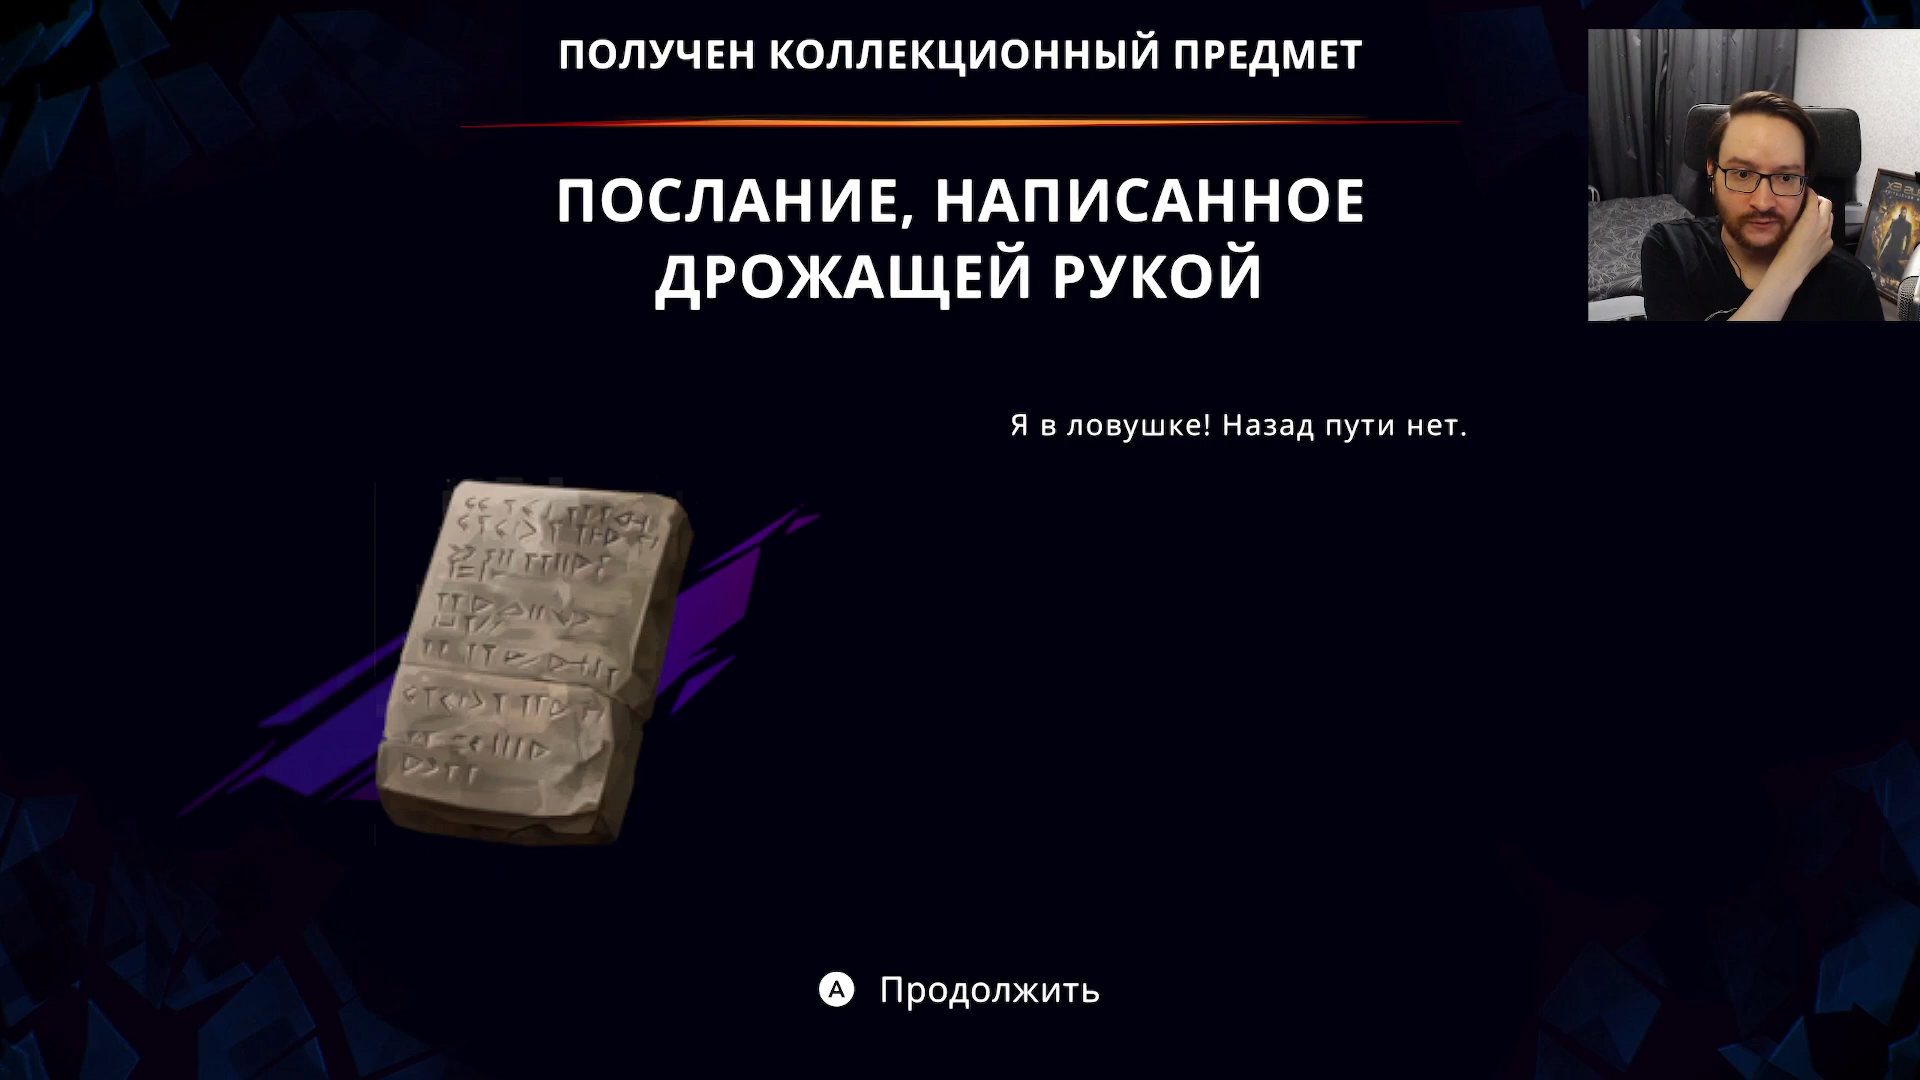 ПОЛУЧЕН КОЛЛЕКЦИОННЫЙ ПРЕДМЕТ
ПОСЛАНИЕ, НАПИСАННОЕ
ДРОЖАЩЕЙ РУКОЙ
Я в ловушке! Назад пути нет.
A Продолжить